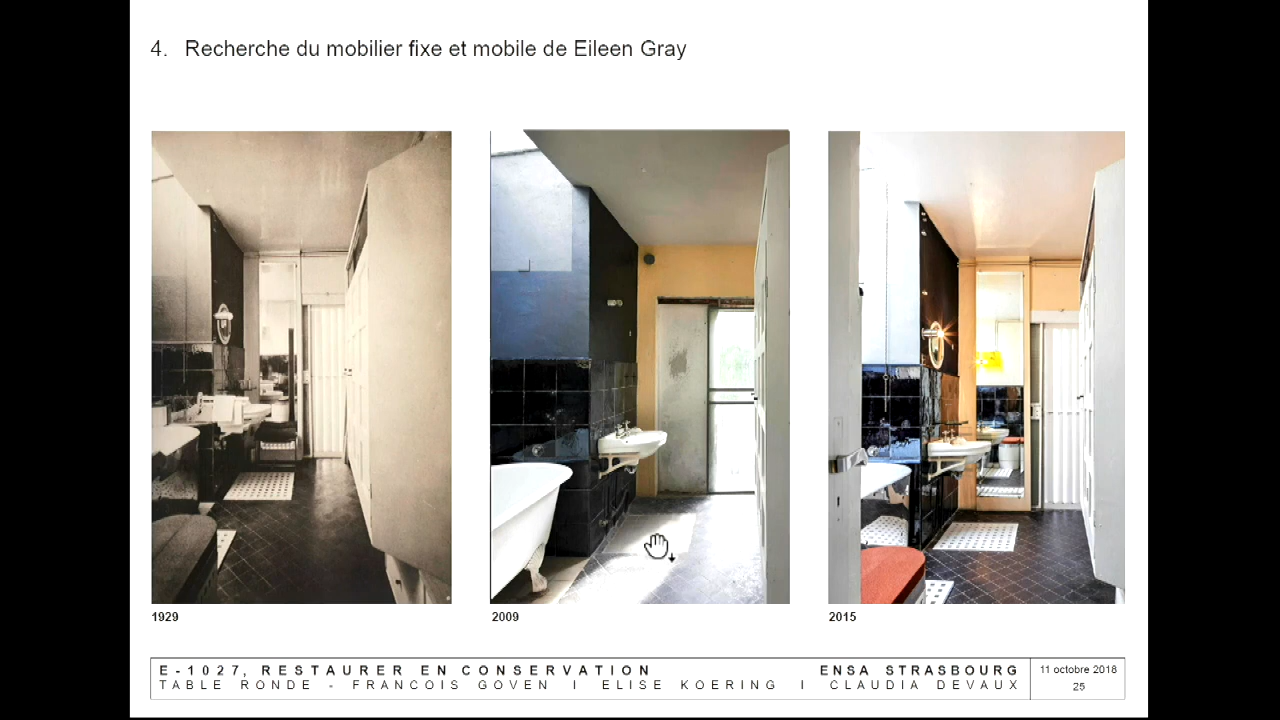 4. Recherche du mobilier fixe et mobile de Eileen Gray
1929
2009
2015
E-1027, RESTAURER EN CONSERVATION
ENSA STRASBOURG
TABLE RONDE - FRANCOIS GOVEN I ELISE KOERING I CLAUDIA DEVAUX
11 octobre 2018
25